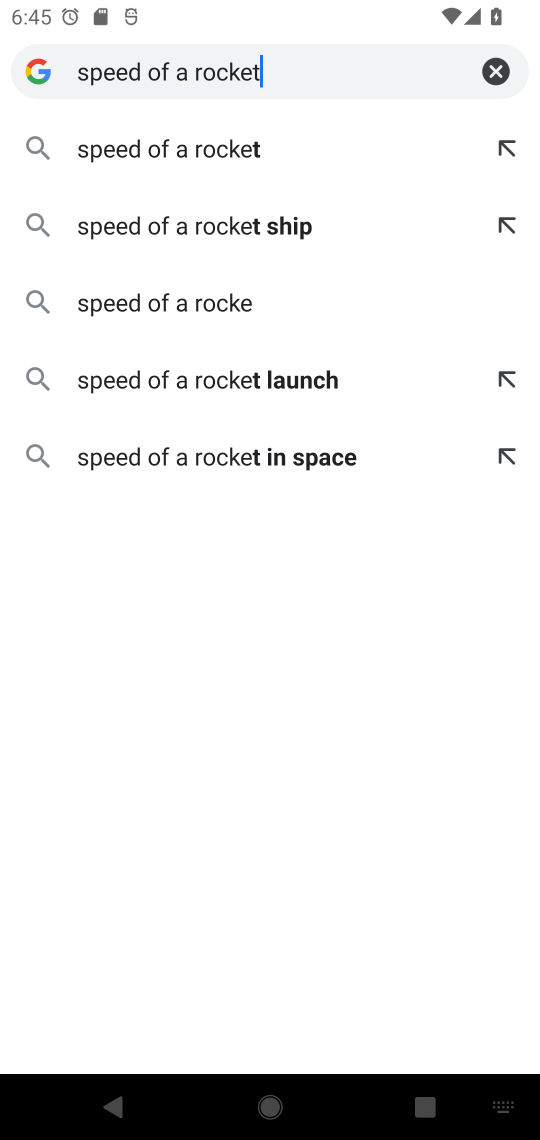 6:45
speed of a rocket
speed of a rocket
speed of a rocket ship
speed of a rocke
speed of a rocket launch
speed of a rocket in space